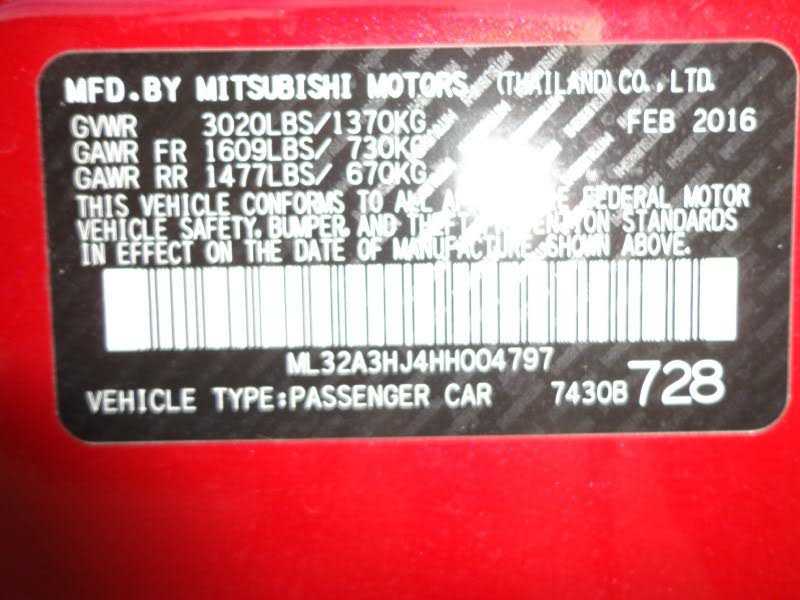 MFD.BY MITSUBISHI MOTORS (THAILAND)CO.,LTD.
GVWR 3020LBS/1370KG FEB 2016
GAWR FR 1609LBS/ 730KG
GAWR RR 1477LBS/ 670KG
THIS VEHICLE CONFORMS TO ALL FEDERAL MOTOR
VEHICLE SAFETY, BUMPER, AND THEFT PREVENTION STANDARDS
IN EFFECT ON THE DATE OF MANUFACTURE SHOWN ABOVE.
ML32A3HJ4HH004797
VEHICLE TYPE:PASSENGER CAR 7430B 728